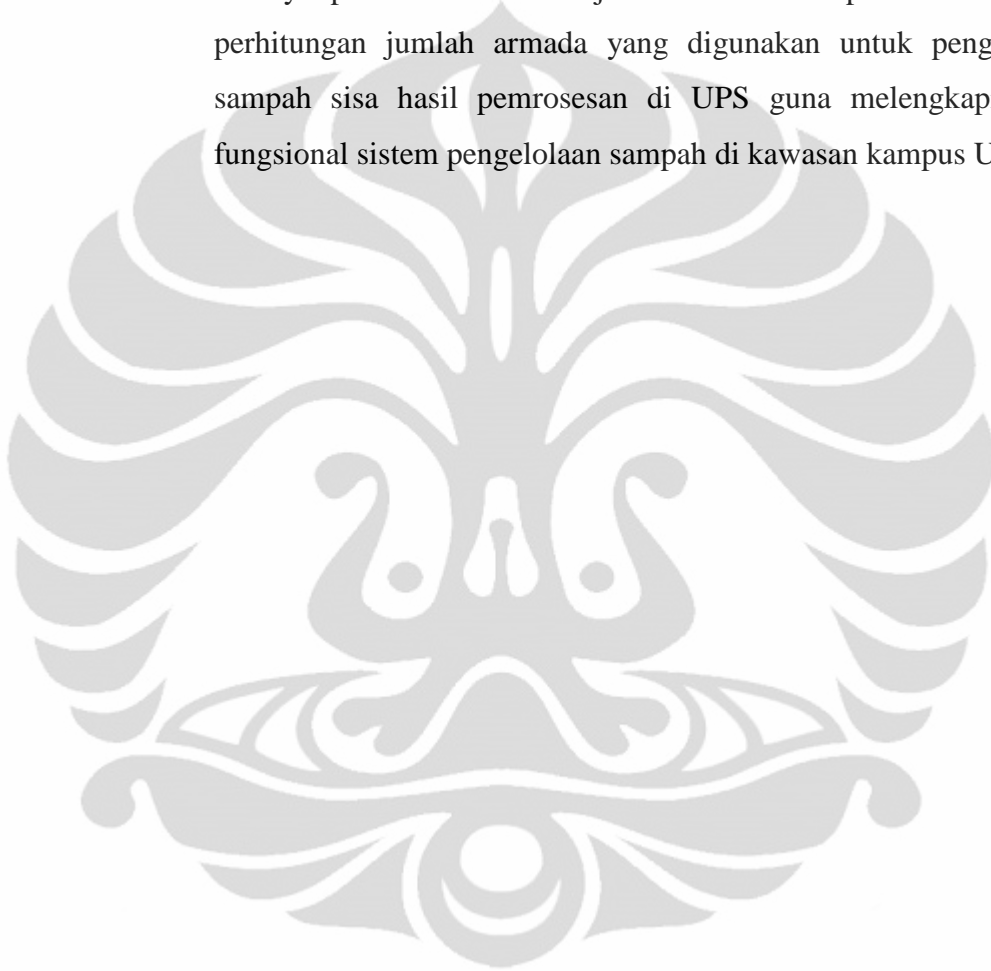 perhitungan jumlah armada yang digunakan untuk peng
sampah sisa hasil pemrosesan di UPS guna melengkapi
fungsional sistem pengelolaan sampah di kawasan kampus U